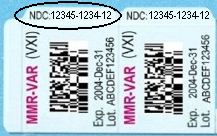 NDC:12345-1234-12
MMR-VAR (VXI)
Exp. 2004-Dec-31
Lot. ABCDEF123456
NDC:12345-1234-12
MMR-VAR (VXI)
Exp. 2004-Dec-31
Lot. ABCDEF123456